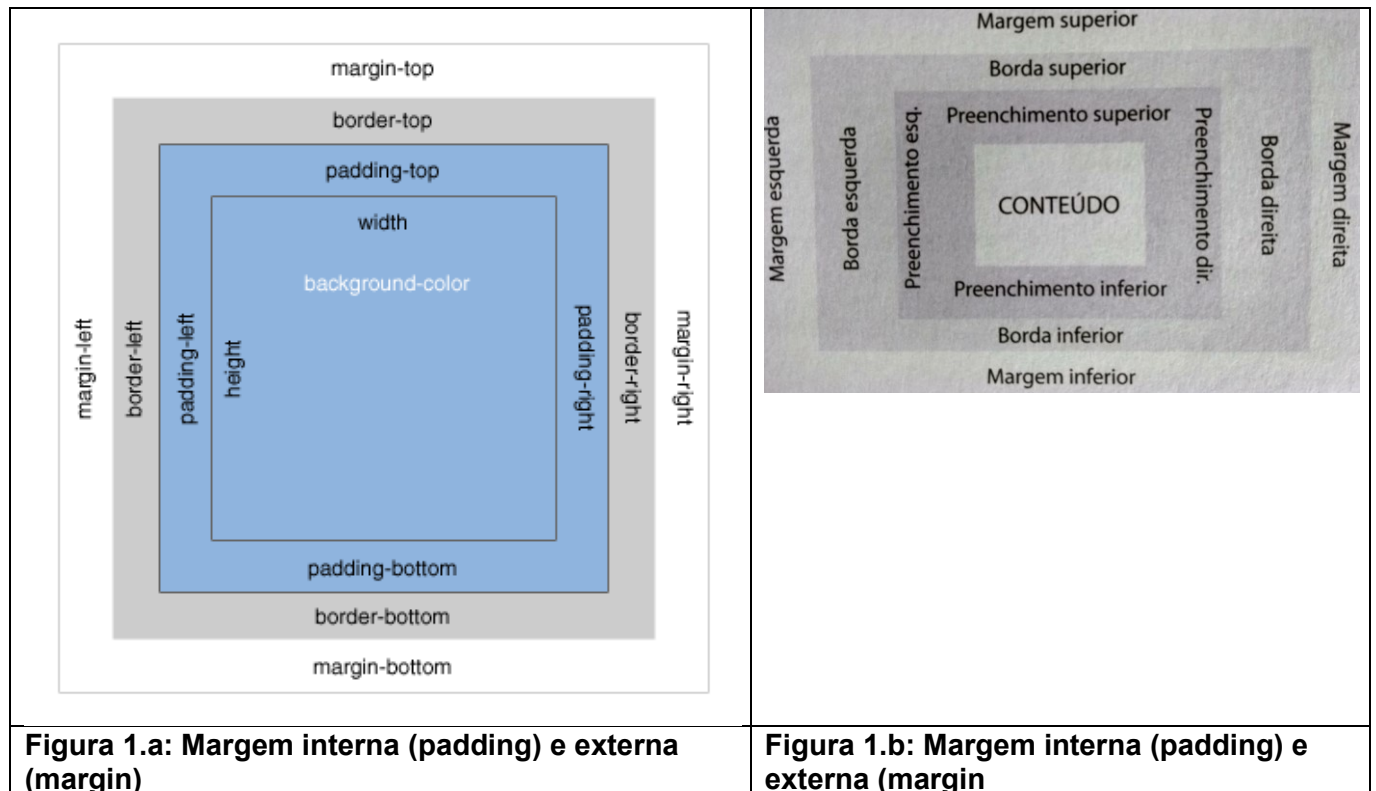 margin-top
border-top
padding-top
width
background-color
margin-left
border-left
padding-left
height
padding-right
border-right
margin-right
padding-bottom
border-bottom
margin-bottom
Margem superior
Borda superior
Preenchimento superior
Margem esquerda
Borda esquerda
Preenchimento esq.
CONTEÚDO
Preenchimento dir.
Borda direita
Margem direita
Preenchimento inferior
Borda inferior
Margem inferior
Figura 1.a: Margem interna (padding) e externa
(margin)
Figura 1.b: Margem interna (padding) e
externa (margin